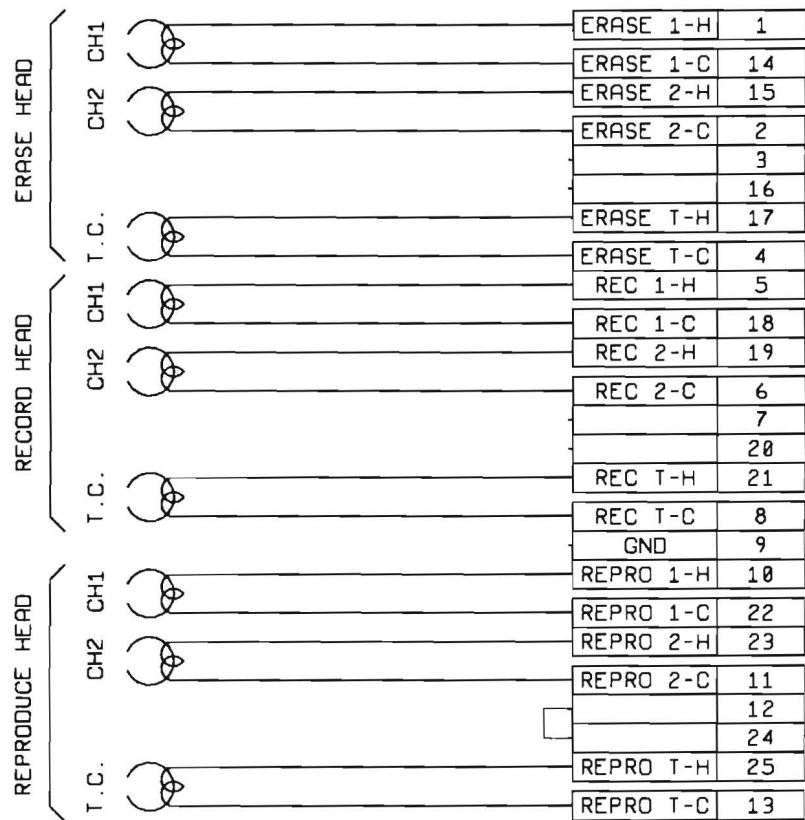 ERASE HEAD
CH1
ERASE 1-H 1
ERASE 1-C 14
CH2
ERASE 2-H 15
ERASE 2-C 2
3
16
T.C.
ERASE T-H 17
ERASE T-C 4
RECORD HEAD
CH1
REC 1-H 5
REC 1-C 18
CH2
REC 2-H 19
REC 2-C 6
7
20
T.C.
REC T-H 21
REC T-C 8
GND 9
REPRODUCE HEAD
CH1
REPRO 1-H 10
REPRO 1-C 22
CH2
REPRO 2-H 23
REPRO 2-C 11
12
24
T.C.
REPRO T-H 25
REPRO T-C 13